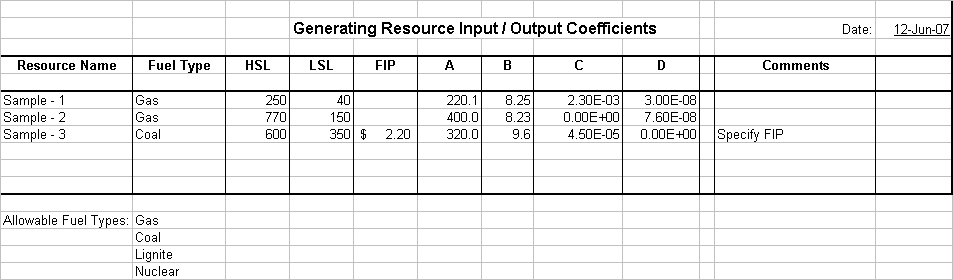 Generating Resource Input / Output Coefficients Date: 12-Jun-07
Resource Name Fuel Type HSL LSL FIP A B C D Comments
Sample - 1 Gas 250 40 220.1 8.25 2.30E-03 3.00E-08
Sample - 2 Gas 770 150 400.0 8.23 0.00E+00 7.60E-08
Sample - 3 Coal 600 350 $ 2.20 320.0 9.6 4.50E-05 0.00E+00 Specify FIP
Allowable Fuel Types: Gas
Coal
Lignite
Nuclear